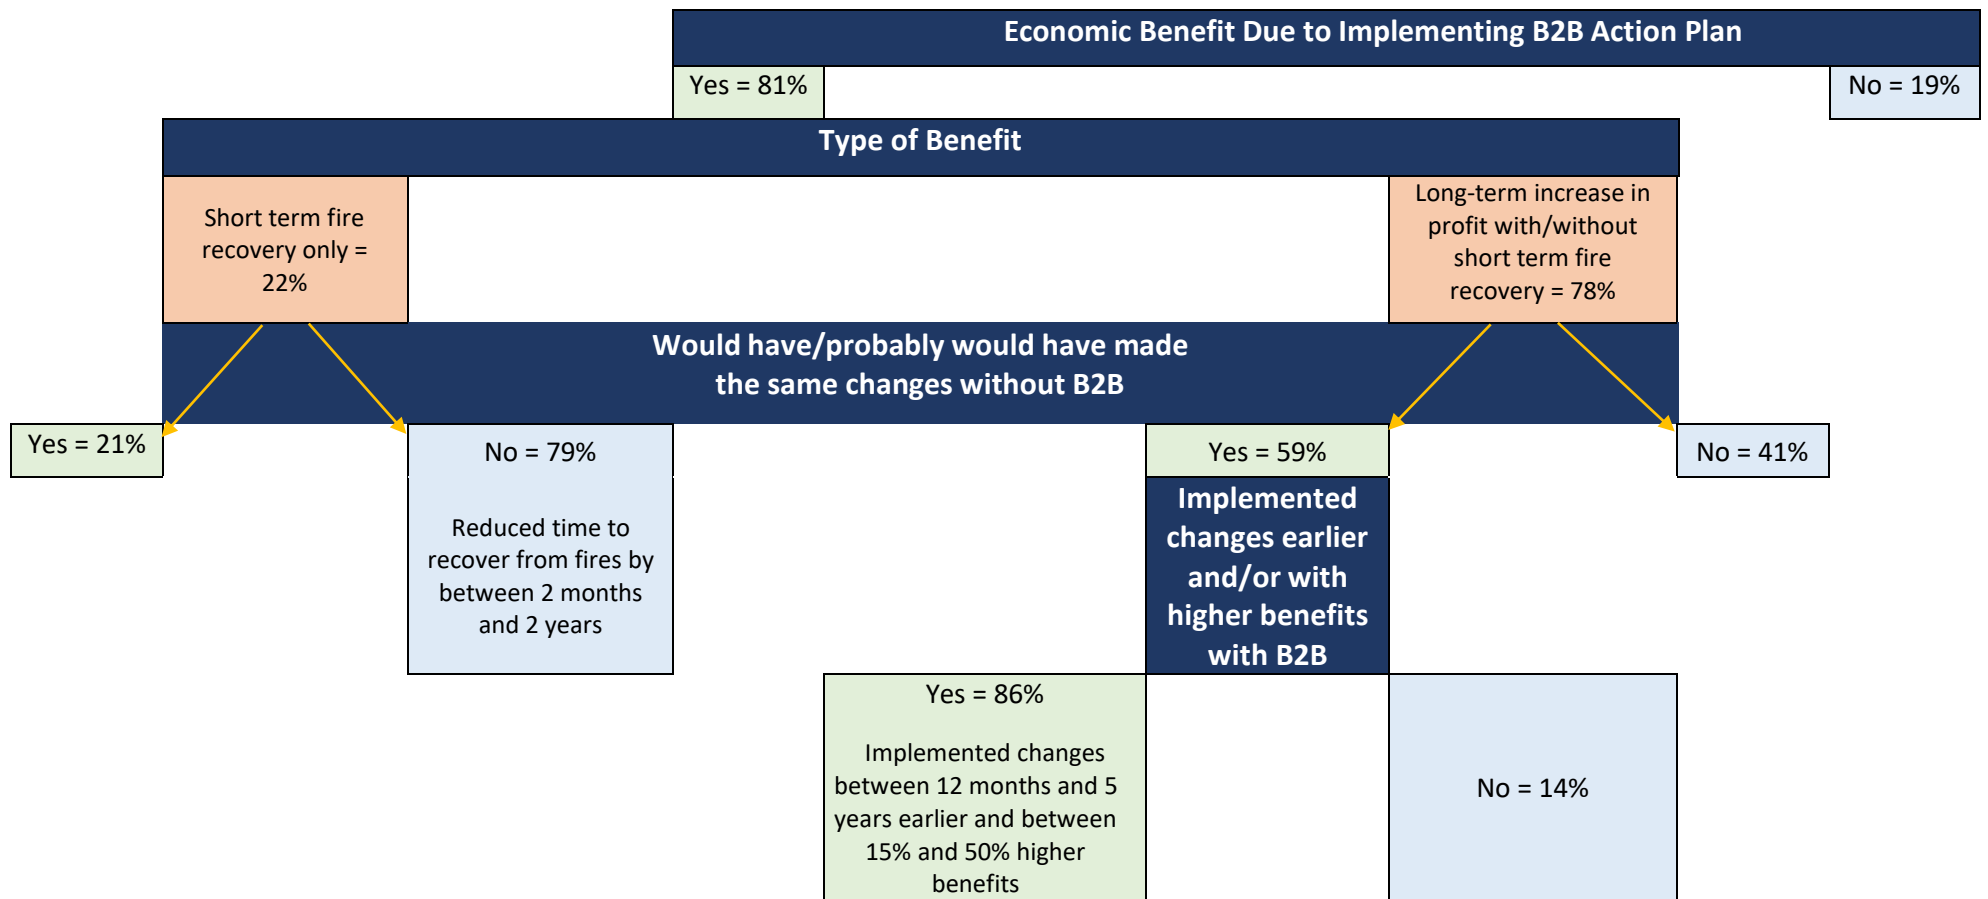 Economic Benefit Due to Implementing B2B Action Plan
Yes = 81%
No = 19%
Type of Benefit
Short term fire
recovery only =
22%
Long-term increase in
profit with/without
short term fire
recovery = 78%
Would have/probably would have made
the same changes without B2B
Yes = 21%
No = 79%
Reduced time to
recover from fires by
between 2 months
and 2 years
Yes = 59%
No = 41%
Implemented
changes earlier
and/or with
higher benefits
with B2B
Yes = 86%
Implemented changes
between 12 months and 5
years earlier and between
15% and 50% higher
benefits
No = 14%